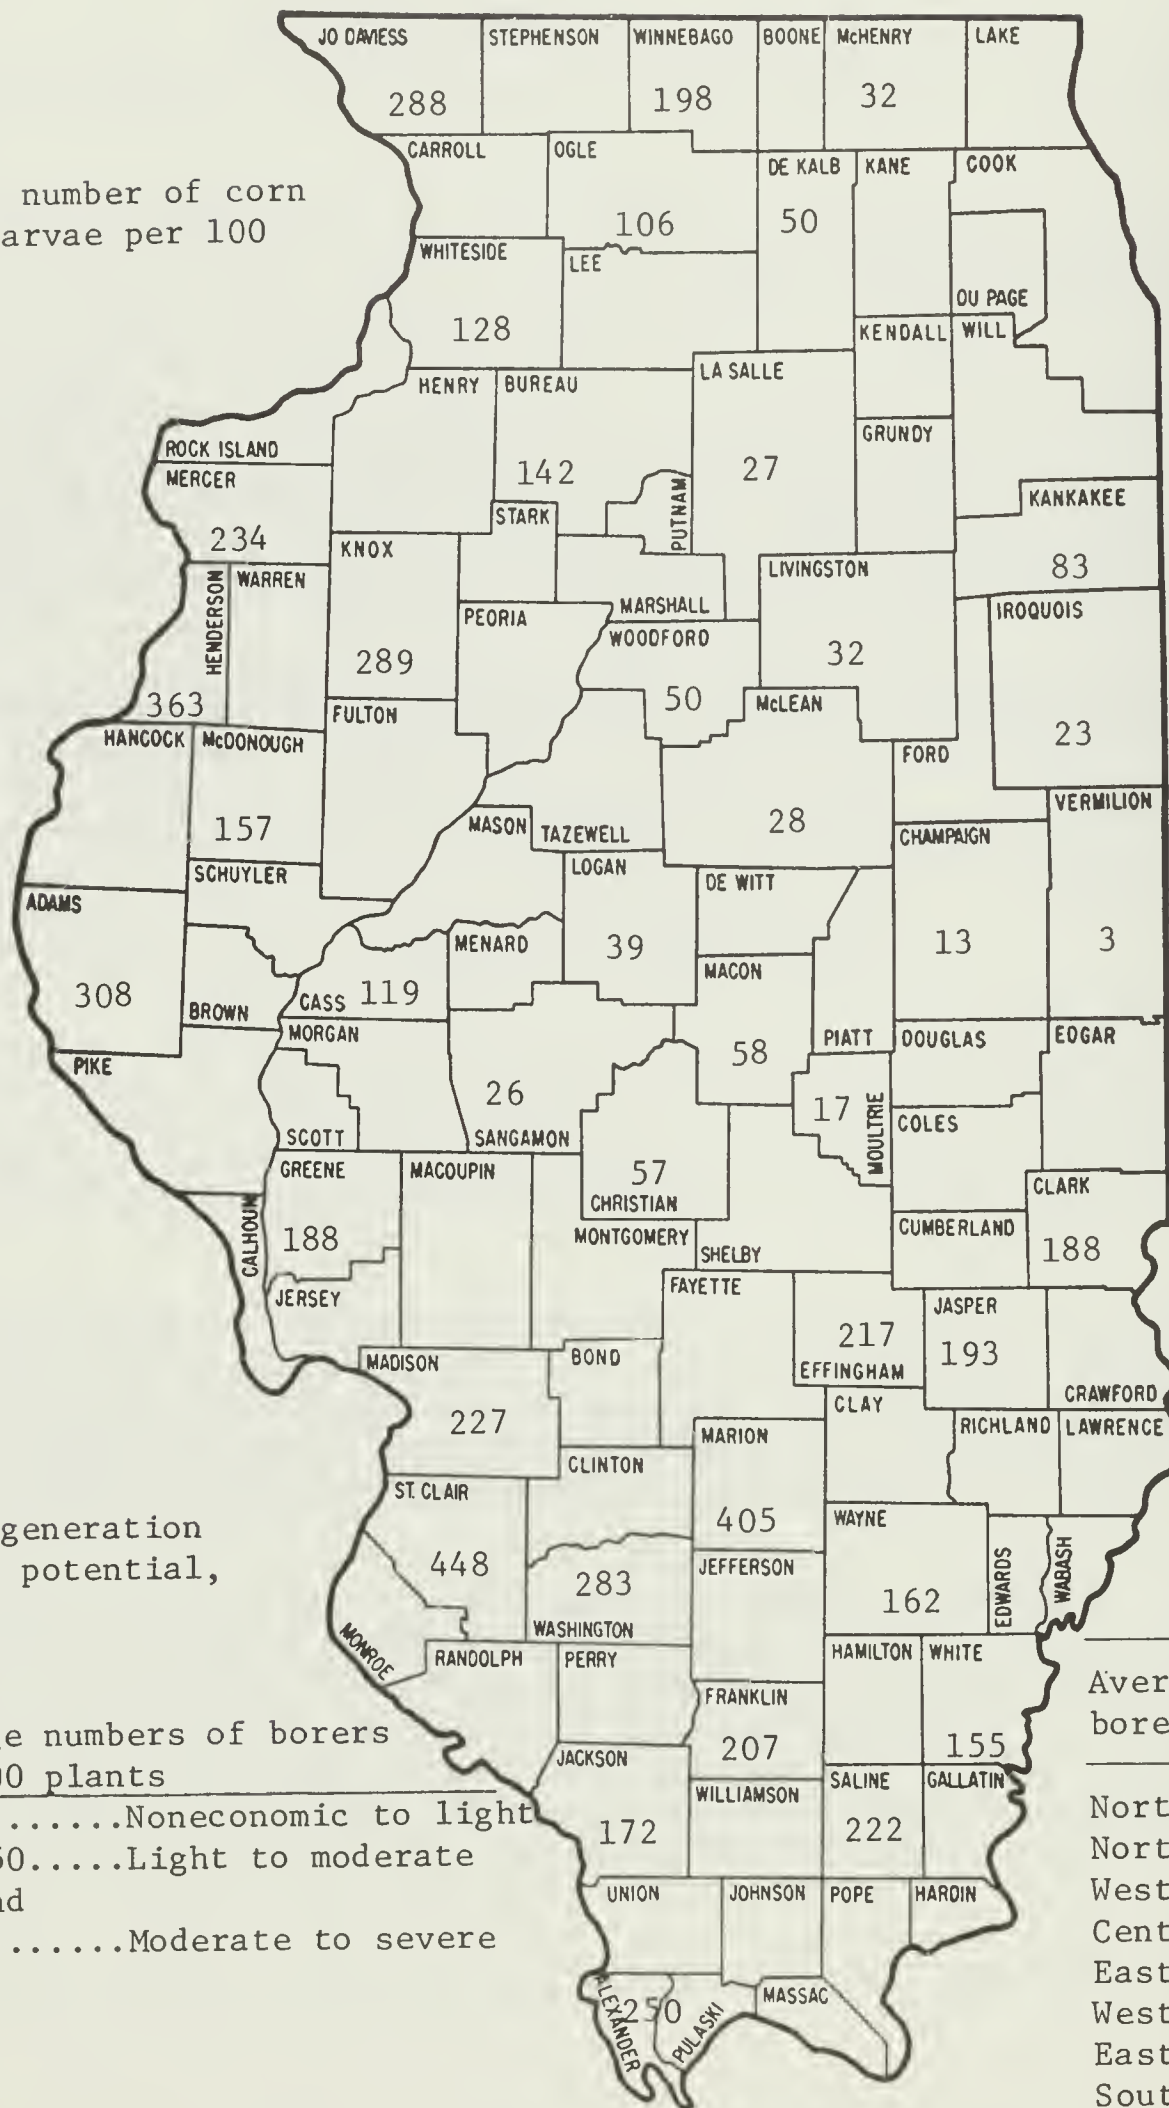 JO DAVIESS STEPHENSON WINNEBAGO BOONE McHENRY LAKE
288 198 32
CARROLL OGLE DE KALB KANE COOK
number of corn
106 50
arvae per 100
WHITESIDE LEE
DU PAGE
128 KENDALL WILL
HENRY BUREAU LA SALLE
GRUNDY
ROCK ISLAND
MERCER 142 27
STARK PUTNAM KANKAKEE
234 KNOX
HENDERSON WARREN LIVINGSTON 83
PEORIA MARSHALL IROQUOIS
WOODFORD
289 32
363 50 McLEAN
FULTON
HANCOCK McDONOUGH FORD 23
VERMILION
157 MASON TAZEWELL 28 CHAMPAIGN
SCHUYLER LOGAN DE WITT
ADAMS
MENARD 39 13 3
MACON
308 CASS 119
BROWN
MORGAN PIATT DOUGLAS EDGAR
PIKE 58
26 17 MOULTRIE
SCOTT SANGAMON COLES
GREENE MACOUPIN 57
CHRISTIAN CLARK
CALHOUN 188 MONTGOMERY CUMBERLAND 188
SHELBY
JERSEY FAYETTE
JASPER
217
MADISON BOND EFFINGHAM 193
CLAY CRAWFORD
227 MARION RICHLAND LAWRENCE
CLINTON
ST. CLAIR
405 WAYNE
generation
448 283 JEFFERSON EDWARDS WABASH
potential,
162
WASHINGTON
MONROE RANDOLPH PERRY HAMILTON WHITE
FRANKLIN
Aver
bore
ge numbers of borers
207 155
00 plants
JACKSON
WILLIAMSON SALINE GALLATIN
......Noneconomic to light
172 222
50.....Light to moderate
nd
......Moderate to severe
UNION JOHNSON POPE HARDIN
Nort
Nort
West
Cent
East
West
East
Sout
ALEXANDER 250 PULASKI MASSAC